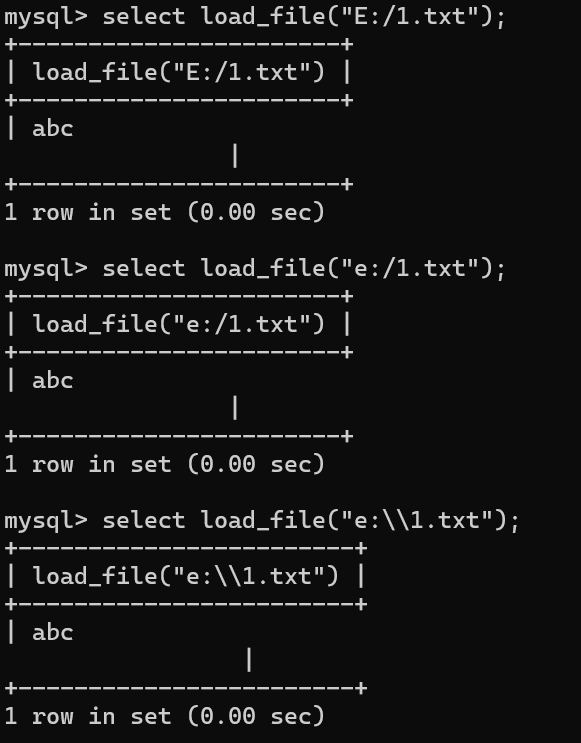 mysql> select load_file("E:/1.txt");
+-----------------------+
| load_file("E:/1.txt") |
+-----------------------+
| abc
                |
+-----------------------+
1 row in set (0.00 sec)

mysql> select load_file("e:/1.txt");
+-----------------------+
| load_file("e:/1.txt") |
+-----------------------+
| abc
                |
+-----------------------+
1 row in set (0.00 sec)

mysql> select load_file("e:\\1.txt");
+------------------------+
| load_file("e:\\1.txt") |
+------------------------+
| abc
                 |
+------------------------+
1 row in set (0.00 sec)